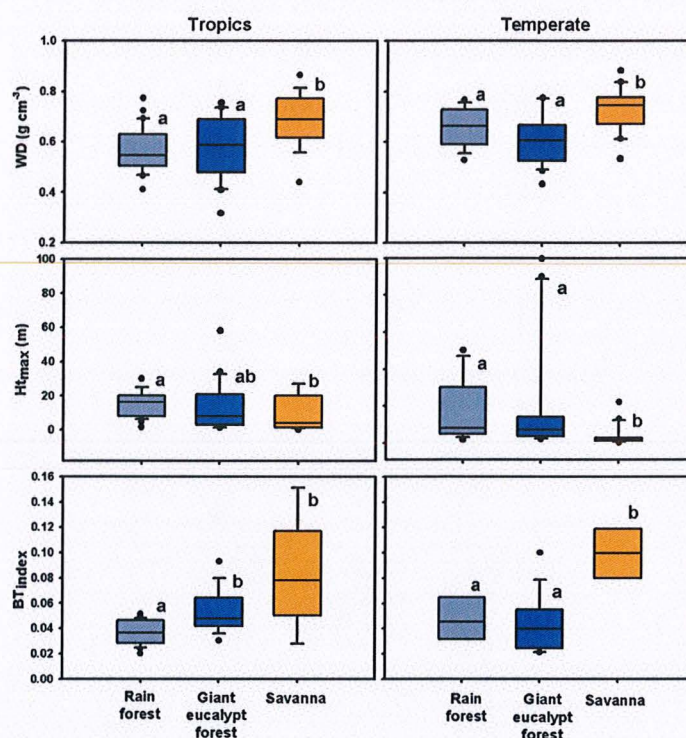 Tropics
Temperate
WD (g cm-3)
1.0
0.8
0.6
0.4
0.2
a
a
b
a
a
b
Htmax (m)
100
80
60
40
20
0
a
ab
b
a
a
b
BTindex
0.16
0.14
0.12
0.10
0.08
0.06
0.04
0.02
0.00
a
b
b
a
a
b
Rain
forest
Giant
eucalypt
forest
Savanna
Rain
forest
Giant
eucalypt
forest
Savanna